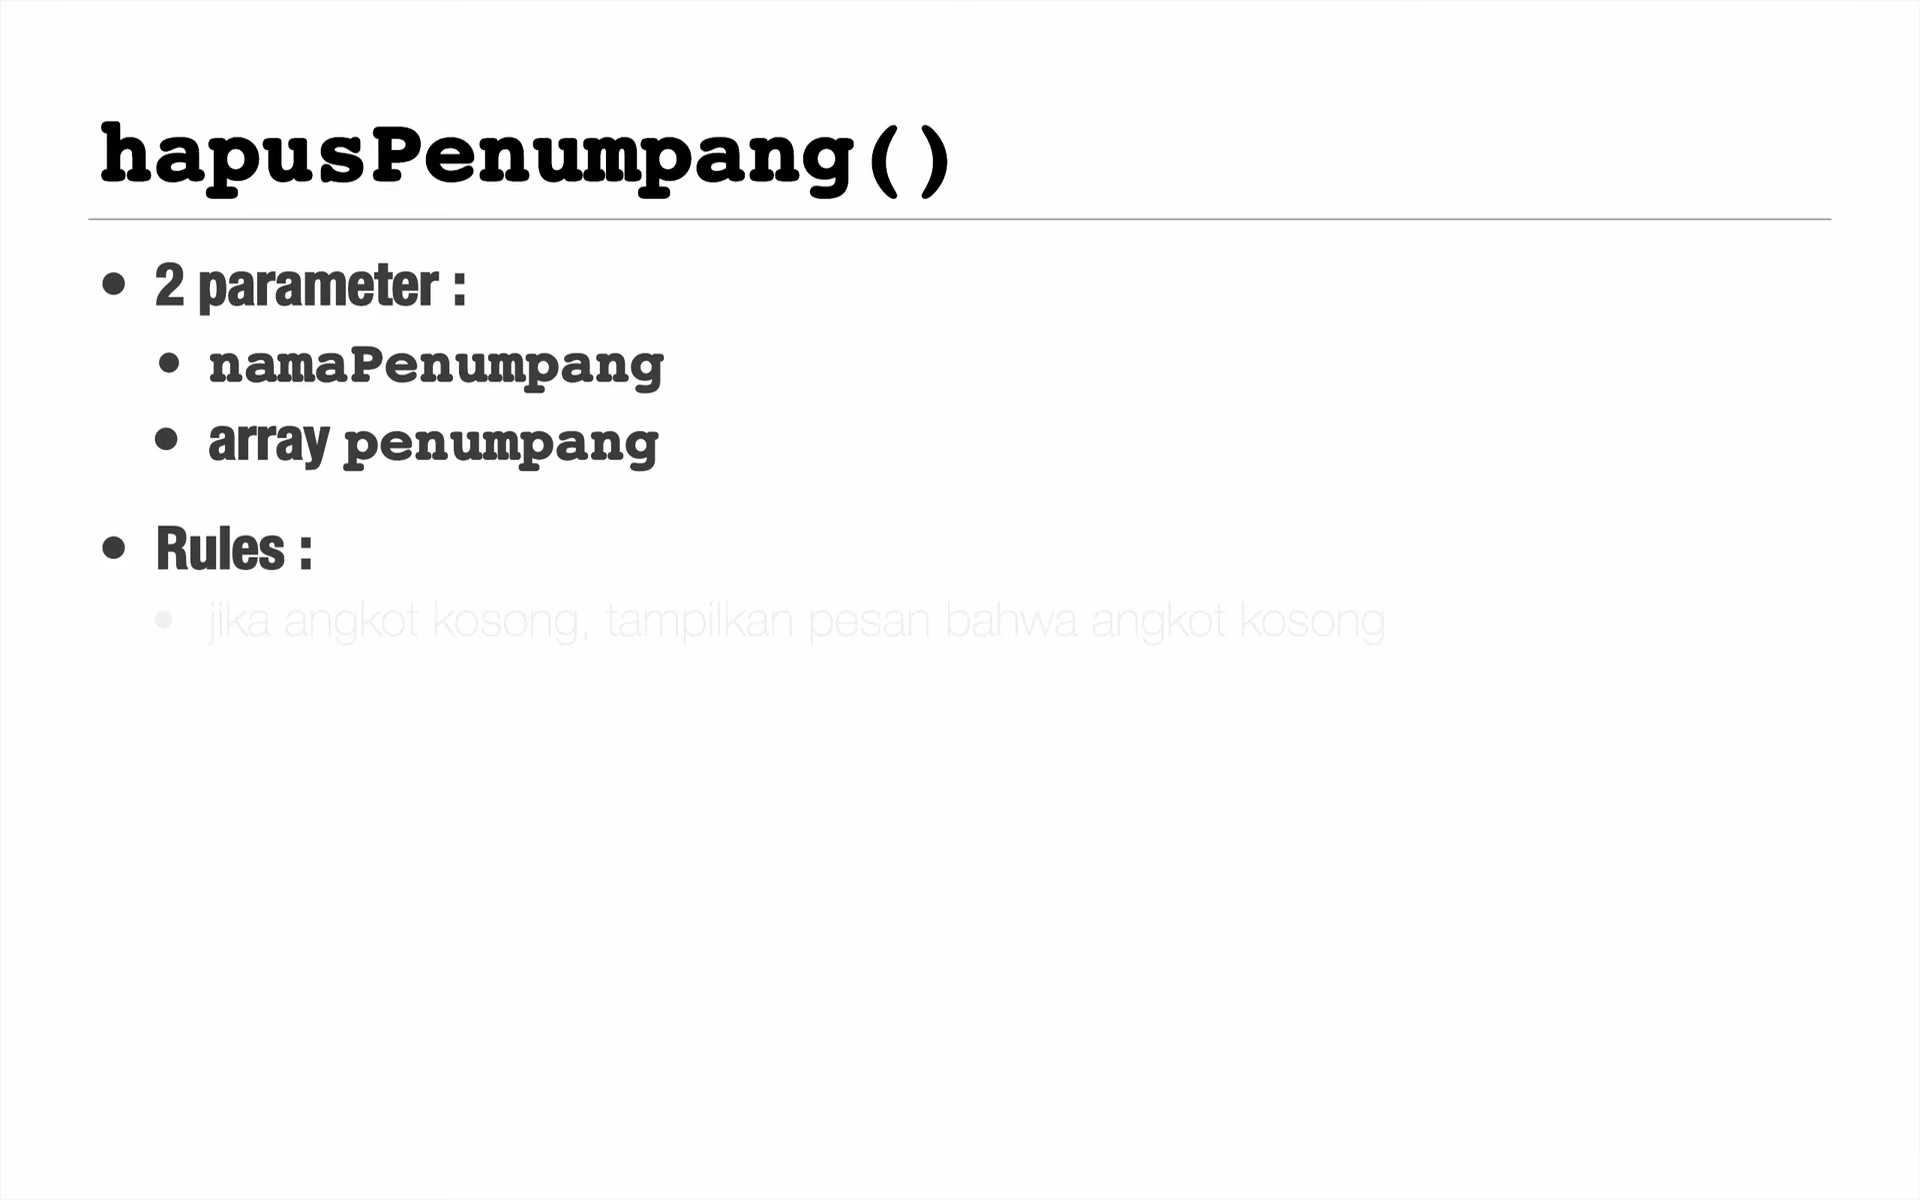 hapusPenumpang()
• 2 parameter :
• namaPenumpang
• array penumpang
• Rules :
• jika angkot kosong, tampilkan pesan bahwa angkot kosong